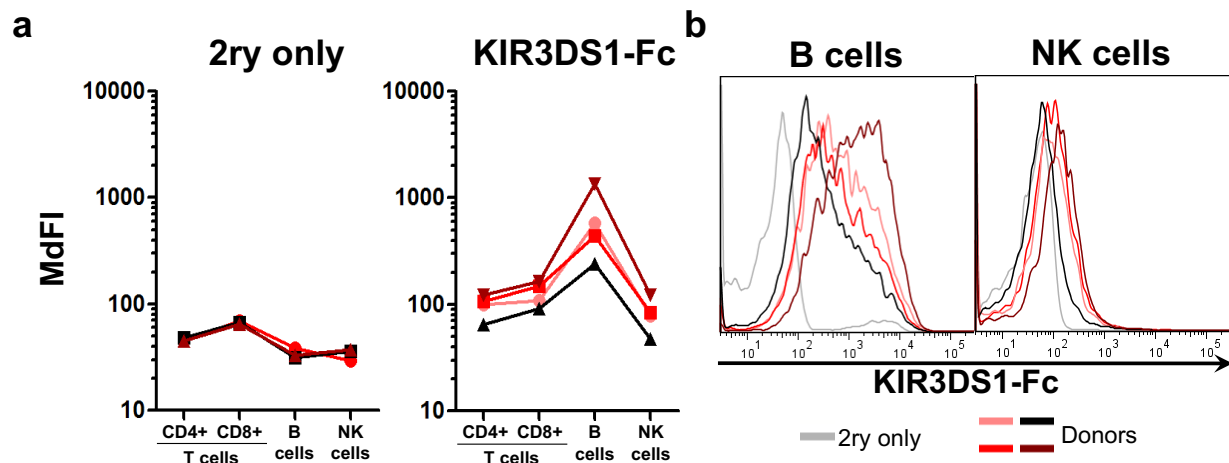 a
2ry only
KIR3DS1-Fc
MdFI
10000
1000
100
10
CD4+ CD8+ B cells NK cells
T cells
10000
1000
100
10
CD4+ CD8+ B cells NK cells
T cells
b
B cells
NK cells
10¹ 10² 10³ 10⁴ 10⁵
10¹ 10² 10³ 10⁴ 10⁵
KIR3DS1-Fc
2ry only
Donors